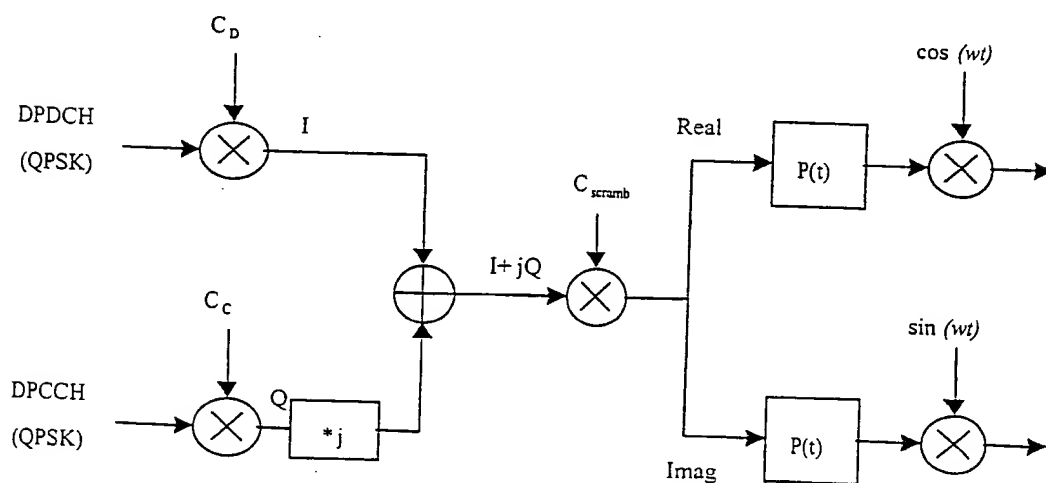 C_D
DPDCH
(QPSK)
I
C_C
DPCCH
(QPSK)
Q
*j
I+ jQ
C_scramb
Real
P(t)
cos (wt)
Imag
P(t)
sin (wt)